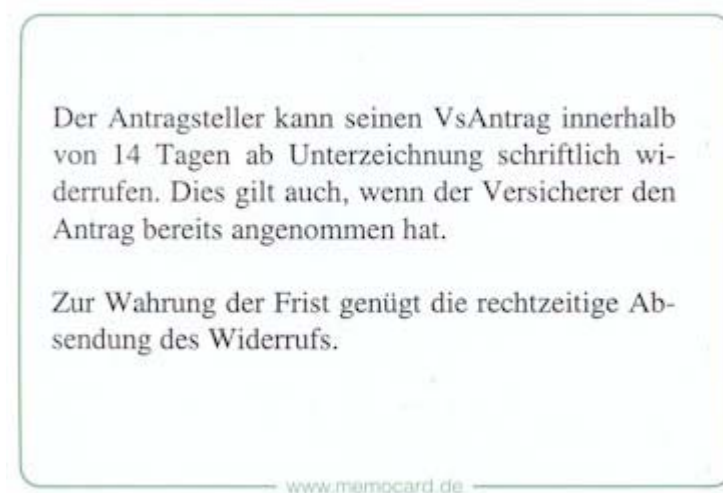 Der Antragsteller kann seinen VsAntrag innerhalb
von 14 Tagen ab Unterzeichnung schriftlich wi-
derrufen. Dies gilt auch, wenn der Versicherer den
Antrag bereits angenommen hat.
Zur Wahrung der Frist genügt die rechtzeitige Ab-
sendung des Widerrufs.
www.memocard.de